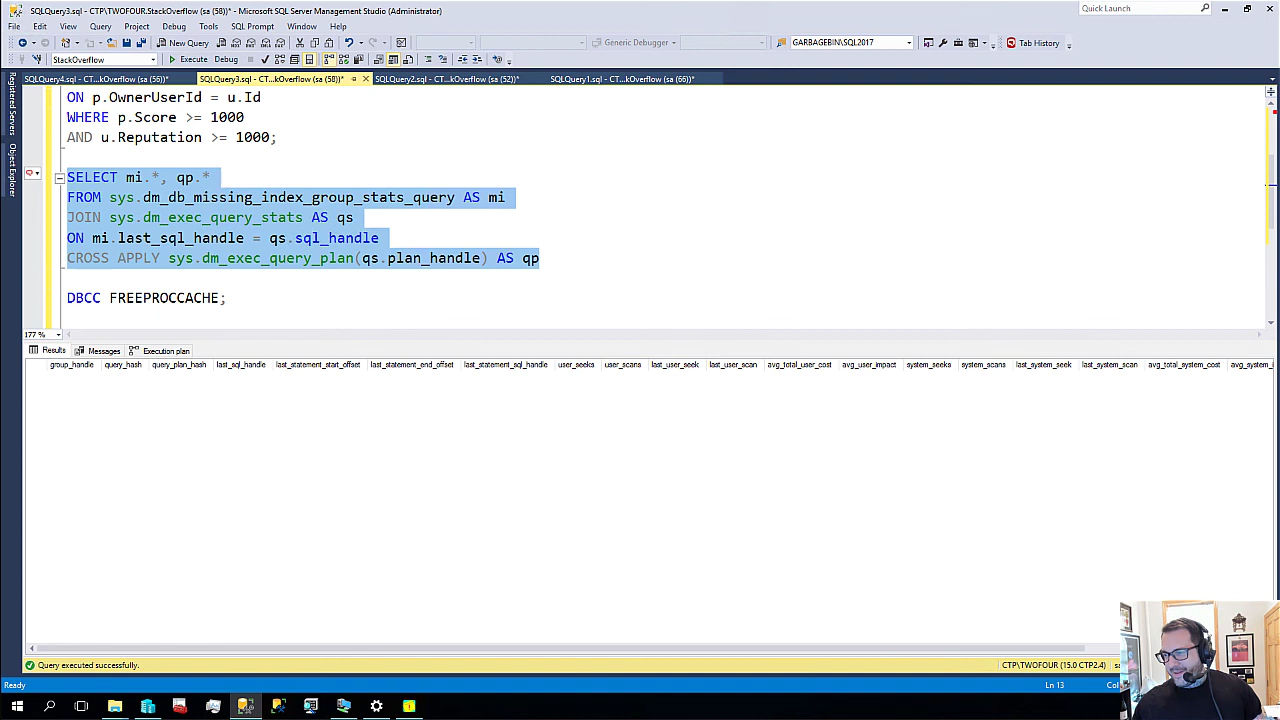 SQLQuery3.sql - CTP\TWOFOUR.StackOverflow (sa (58))* - Microsoft SQL Server Management Studio (Administrator)
Quick Launch
File Edit View Query Project Debug Tools SQL Prompt Window Help
New Query
Generic Debugger
GARBAGEBIN\SQL2017
Tab History
StackOverflow
Execute Debug
SQLQuery4.sql - CT...kOverflow (sa (56))*
SQLQuery3.sql - CT...kOverflow (sa (58))*
SQLQuery2.sql - CT...kOverflow (sa (52))*
SQLQuery1.sql - CT...kOverflow (sa (66))*
Registered Servers
Object Explorer
ON p.OwnerUserId = u.Id
WHERE p.Score >= 1000
AND u.Reputation >= 1000;
SELECT mi.*, qp.*
FROM sys.dm_db_missing_index_group_stats_query AS mi
JOIN sys.dm_exec_query_stats AS qs
ON mi.last_sql_handle = qs.sql_handle
CROSS APPLY sys.dm_exec_query_plan(qs.plan_handle) AS qp
DBCC FREEPROCCACHE;
177 %
Results Messages Execution plan
group_handle query_hash query_plan_hash last_sql_handle last_statement_start_offset last_statement_end_offset last_statement_sql_handle user_seeks user_scans last_user_seek last_user_scan avg_total_user_cost avg_user_impact system_seeks system_scans last_system_seek last_system_scan avg_total_system_cost avg_system_i
Query executed successfully.
CTP\TWOFOUR (15.0 CTP2.4)
Ready
Ln 13